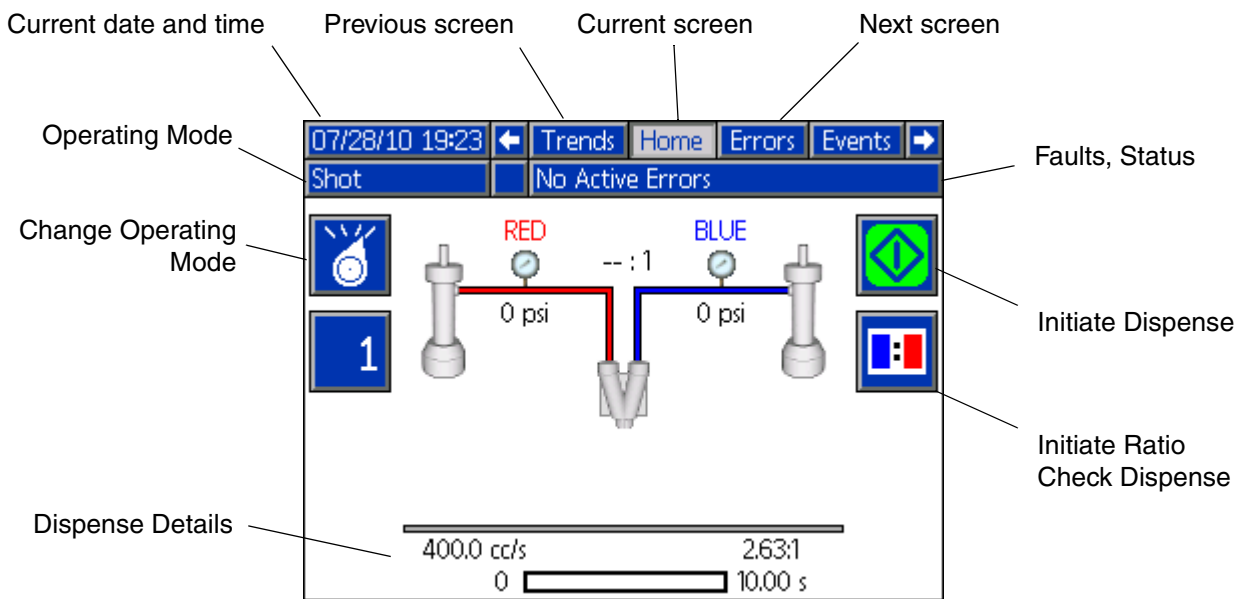 Current date and time
Previous screen
Current screen
Next screen
Operating Mode
07/28/10 19:23
Trends
Home
Errors
Events
Shot
No Active Errors
Faults, Status
Change Operating
Mode
RED
BLUE
-- : 1
0 psi
0 psi
1
Initiate Dispense
Initiate Ratio
Check Dispense
Dispense Details
400.0 cc/s
2.63:1
0
10.00 s